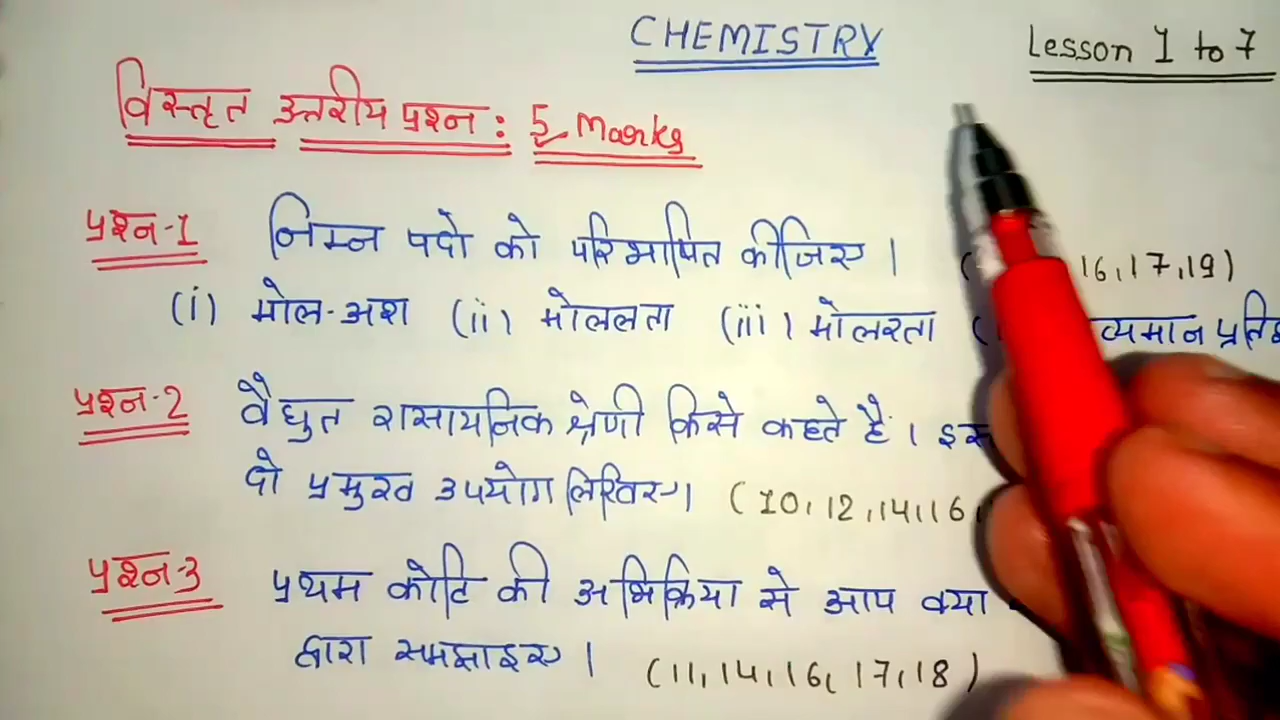 CHEMISTRY
Lesson 1 to 7
विस्तृत उत्तरीय प्रश्न: 5 Marks
प्रश्न-1 निम्न पदो को परिभाषित कीजिए।
16,17,19)
(i) मोल-अंश (ii) मोललता (iii) मोलरता
प्रश्न-2 वैद्युत रासायनिक श्रेणी किसे कहते है।
दो प्रमुख उपयोग लिखिए। (10,12,14,16,
प्रश्न-3 प्रथम कोटि की अभिक्रिया से आप क्या
द्वारा समझाइए। (11,14,16,17,18)